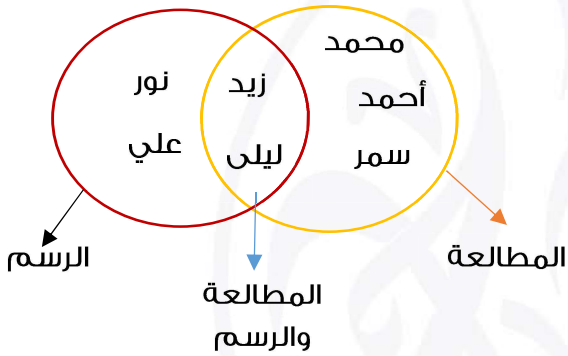 محمد
أحمد
سمر
زيد
ليلى
نور
علي
المطالعة
المطالعة
والرسم
الرسم